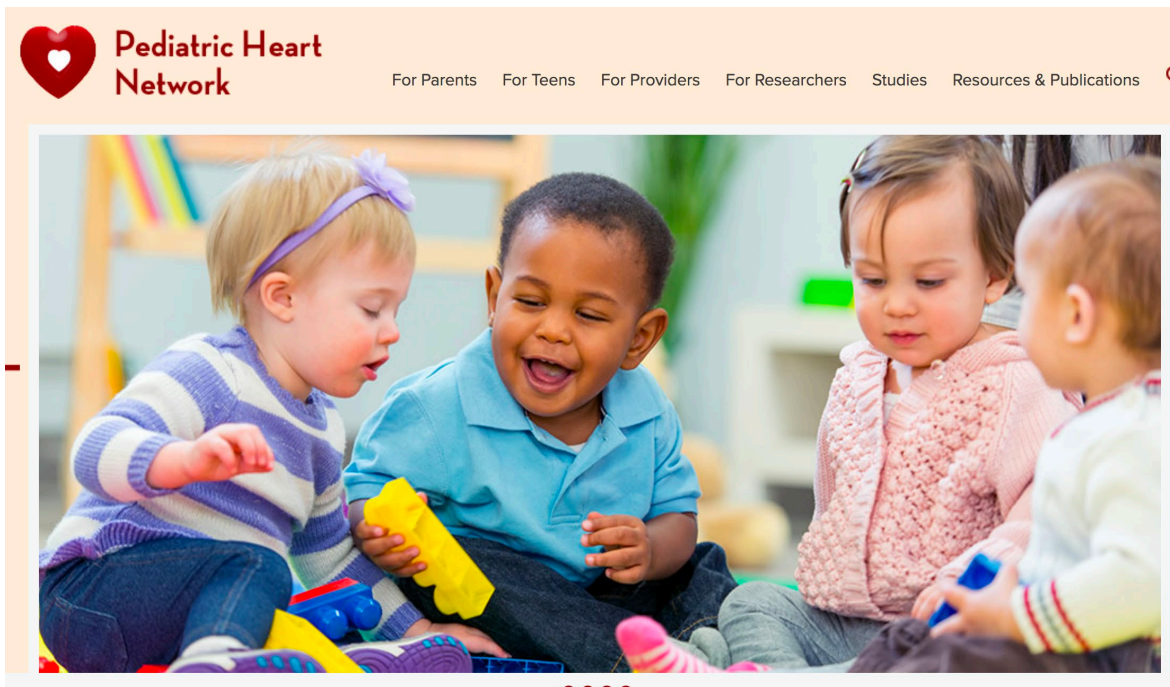 Pediatric Heart
Network
For Parents For Teens For Providers For Researchers Studies Resources & Publications